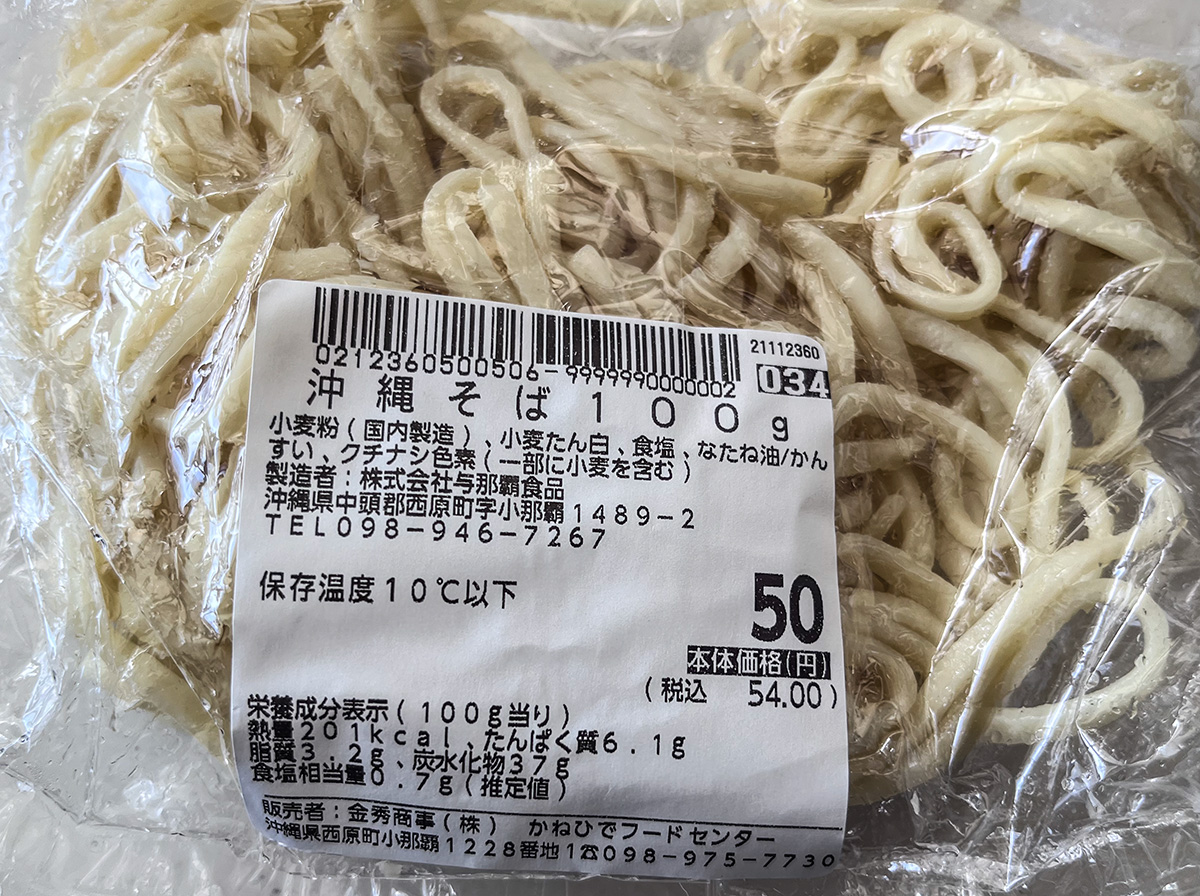 21112360
0212360500506-9999990000002
034
沖縄そば100g
小麦粉(国内製造)、小麦たん白、食塩、なたね油/かん
すい、クチナシ色素(一部に小麦を含む)
製造者:株式会社与那覇食品
沖縄県中頭郡西原町字小那覇1489-2
TEL098-946-7267
保存温度10℃以下
50
本体価格(円)
(税込 54.00)
栄養成分表示(100g当り)
熱量201kcal、たんぱく質6.1g
脂質3.2g、炭水化物37g
食塩相当量0.7g(推定値)
販売者:金秀商事(株) かねひでフードセンター
沖縄県西原町小那覇1228番地1☎098-975-7730